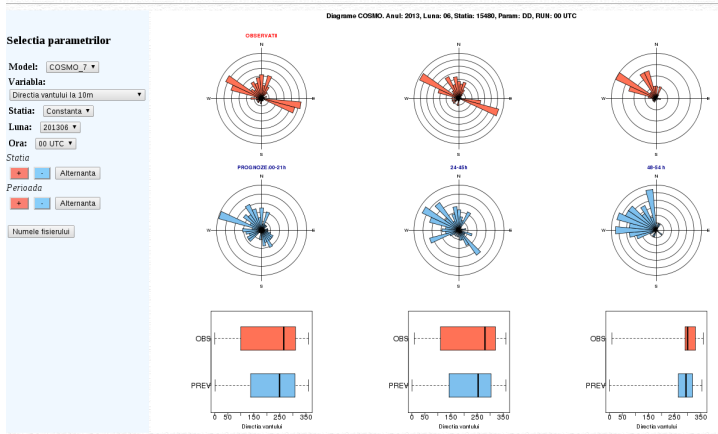 Diagrame COSMO. Anul: 2013, Luna: 06, Statia: 15480, Param: DD, RUN: 00 UTC
Selectia parametrilor
Model: COSMO_7
Variabla:
Directia vantului la 10m
Statia: Constanta
Luna: 201306
Ora: 00 UTC
Statia
+ - Alternanta
Perioada
+ - Alternanta
Numele fisierului
OBSERVATII
N N N
W E W E W E
S S S
PROGNOZE:00-21h 24-45h 48-54 h
N N N
W E W E W E
S S S
OBS OBS OBS
PREV PREV PREV
0 50 150 250 350 0 50 150 250 350 0 50 150 250 350
Directia vantului Directia vantului Directia vantului